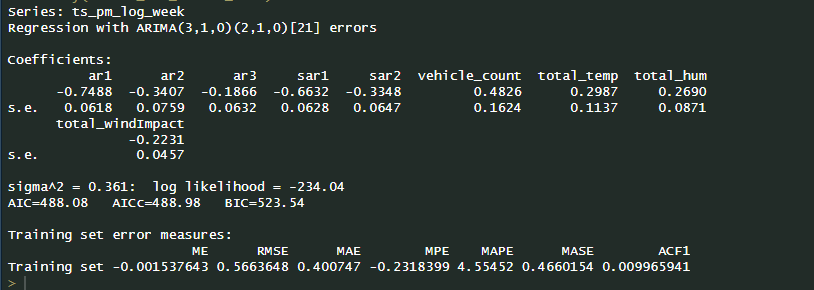 Series: ts_pm_log_week
Regression with ARIMA(3,1,0)(2,1,0)[21] errors
Coefficients:
ar1 ar2 ar3 sar1 sar2 vehicle_count total_temp total_hum
-0.7488 -0.3407 -0.1866 -0.6632 -0.3348 0.4826 0.2987 0.2690
s.e. 0.0618 0.0759 0.0632 0.0628 0.0647 0.1624 0.1137 0.0871
total_windImpact
-0.2231
s.e. 0.0457
sigma^2 = 0.361: log likelihood = -234.04
AIC=488.08 AICc=488.98 BIC=523.54
Training set error measures:
ME RMSE MAE MPE MAPE MASE ACF1
Training set -0.001537643 0.5663648 0.400747 -0.2318399 4.55452 0.4660154 0.009965941
>